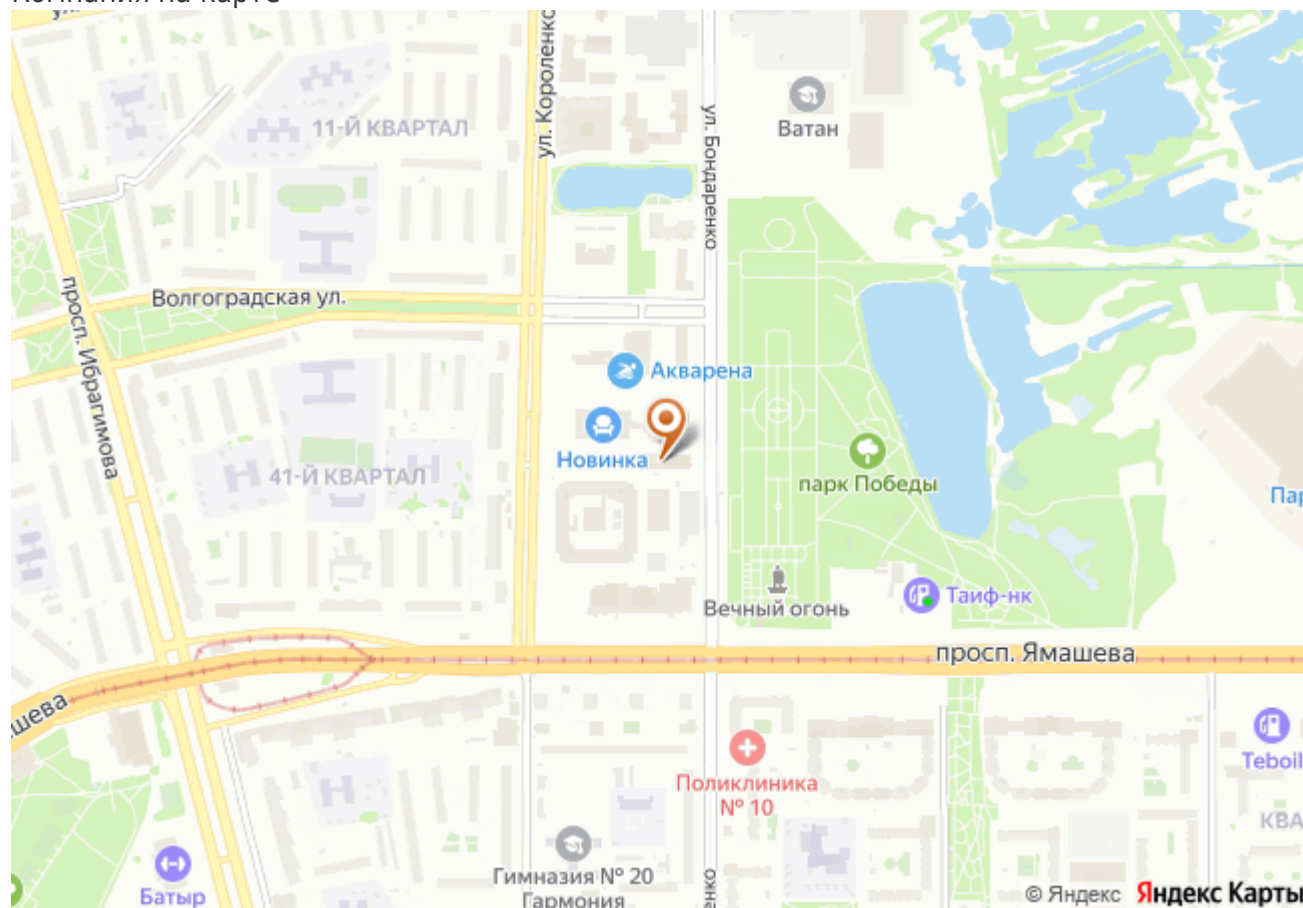 ул. Короленко
ул. Бондаренко
Ватан
11-Й КВАРТАЛ
Волгоградская ул.
просп. Ибрагимова
Акварена
Новинка
41-Й КВАРТАЛ
парк Победы
Вечный огонь
Таиф-нк
просп. Ямашева
Поликлиника
№ 10
Teboil
Гимназия № 20
Гармония
Батыр
© Яндекс Яндекс Карты